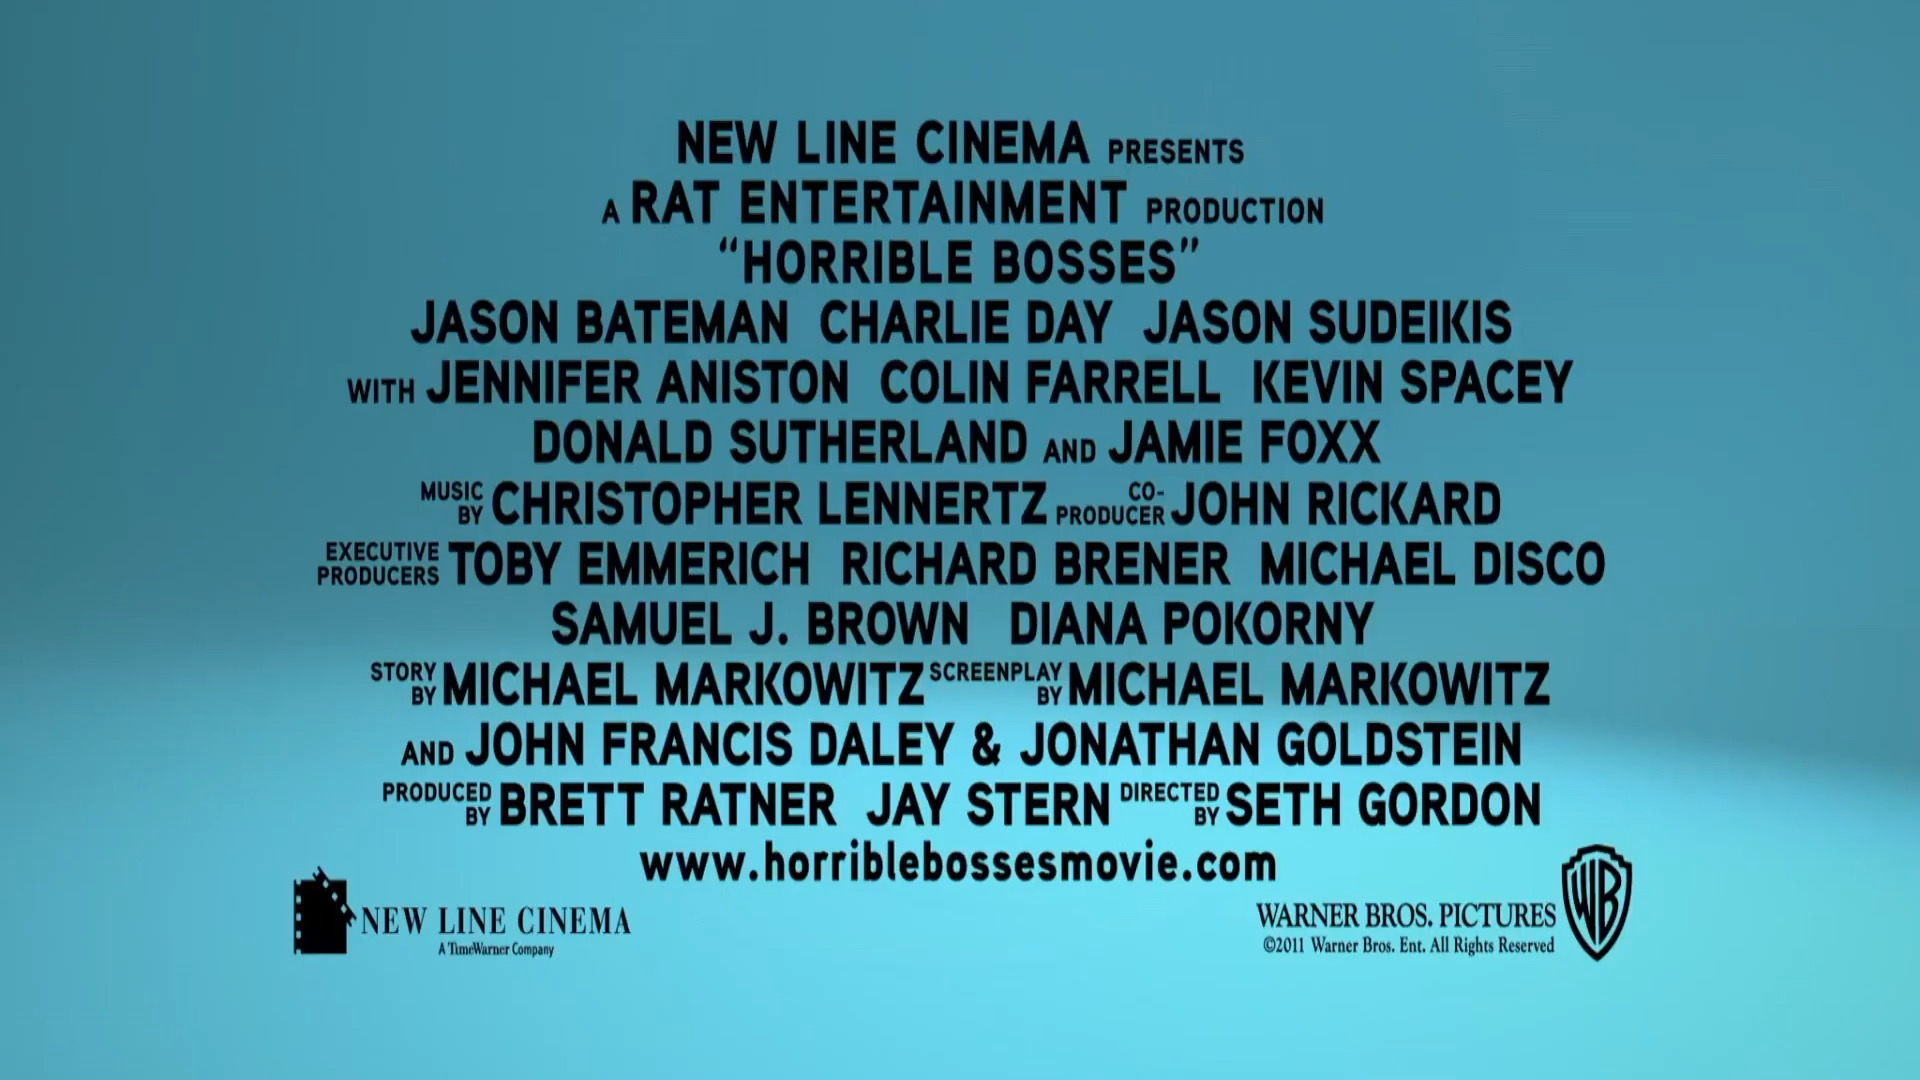 NEW LINE CINEMA PRESENTS
A RAT ENTERTAINMENT PRODUCTION
“HORRIBLE BOSSES”
JASON BATEMAN CHARLIE DAY JASON SUDEIKIS
WITH JENNIFER ANISTON COLIN FARRELL KEVIN SPACEY
DONALD SUTHERLAND AND JAMIE FOXX
MUSIC BY CHRISTOPHER LENNERTZ CO-PRODUCER JOHN RICKARD
EXECUTIVE PRODUCERS TOBY EMMERICH RICHARD BRENER MICHAEL DISCO
SAMUEL J. BROWN DIANA POKORNY
STORY BY MICHAEL MARKOWITZ SCREENPLAY BY MICHAEL MARKOWITZ
AND JOHN FRANCIS DALEY & JONATHAN GOLDSTEIN
PRODUCED BY BRETT RATNER JAY STERN DIRECTED BY SETH GORDON
www.horriblebossesmovie.com
NEW LINE CINEMA
A TimeWarner Company
WARNER BROS. PICTURES
©2011 Warner Bros. Ent. All Rights Reserved
WB